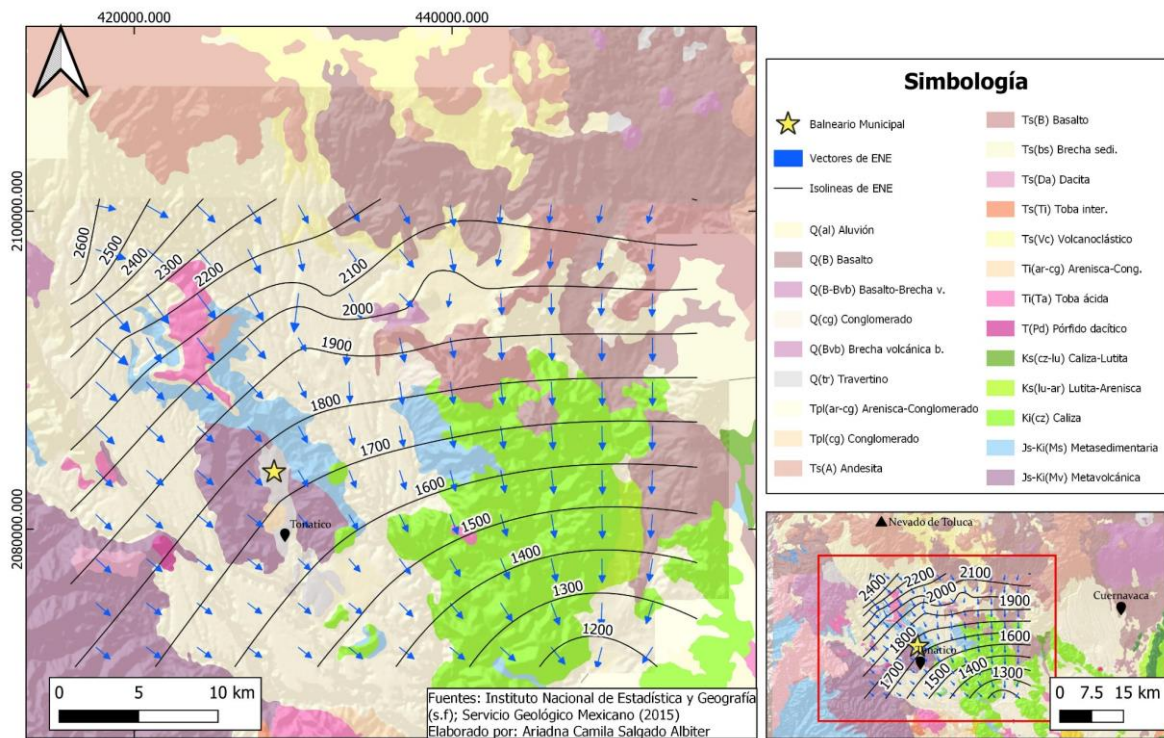 420000.000
440000.000
2100000.000
2080000.000
2600
2500
2400
2300
2200
2100
2000
1900
1800
1700
1600
1500
1400
1300
1200
Tonatico
0 5 10 km
Fuentes: Instituto Nacional de Estadística y Geografía
(s.f); Servicio Geológico Mexicano (2015)
Elaborado por: Ariadna Camila Salgado Albiter
Simbología
Balneario Municipal
Vectores de ENE
Isolineas de ENE
Q(al) Aluvión
Q(B) Basalto
Q(B-Bvb) Basalto-Brecha v.
Q(cg) Conglomerado
Q(Bvb) Brecha volcánica b.
Q(tr) Travertino
Tpl(ar-cg) Arenisca-Conglomerado
Tpl(cg) Conglomerado
Ts(A) Andesita
Ts(B) Basalto
Ts(bs) Brecha sedi.
Ts(Da) Dacita
Ts(Ti) Toba inter.
Ts(Vc) Volcanoclástico
Ti(ar-cg) Arenisca-Cong.
Ti(Ta) Toba ácida
T(Pd) Pórfido dacítico
Ks(cz-lu) Caliza-Lutita
Ks(lu-ar) Lutita-Arenisca
Ki(cz) Caliza
Js-Ki(Ms) Metasedimentaria
Js-Ki(Mv) Metavolcánica
Nevado de Toluca
2400
2200
2100
2000
1900
Cuernavaca
1800
1600
1700
1500
1400
1300
0 7.5 15 km